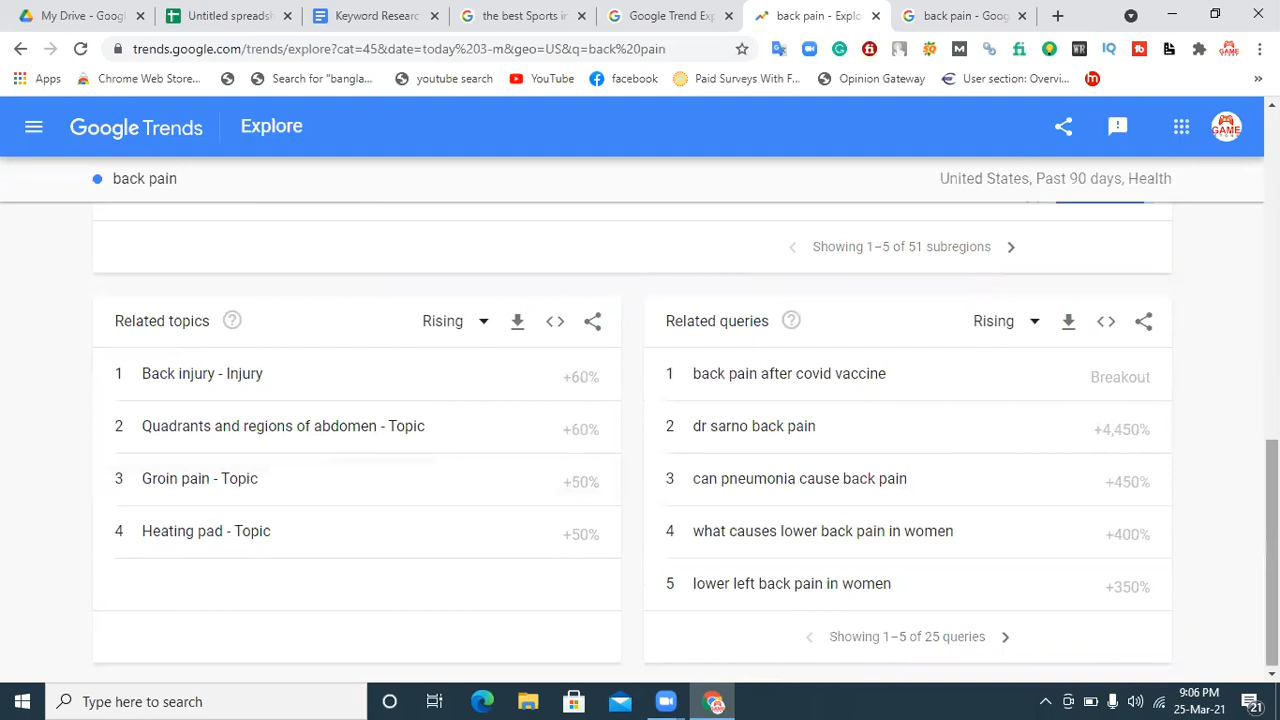 My Drive - Googl
Untitled spreads
Keyword Researc
the best Sports in
Google Trend Exp
back pain - Explo
back pain - Goog
trends.google.com/trends/explore?cat=45&date=today%203-m&geo=US&q=back%20pain
Apps
Chrome Web Store...
Search for "bangla...
youtube search
YouTube
facebook
Paid Surveys With F...
Opinion Gateway
User section: Overvi...
»
Google Trends
Explore
GAME
back pain
United States, Past 90 days, Health
Showing 1–5 of 51 subregions
Related topics
Rising
1 Back injury - Injury +60%
2 Quadrants and regions of abdomen - Topic +60%
3 Groin pain - Topic +50%
4 Heating pad - Topic +50%
Related queries
Rising
1 back pain after covid vaccine Breakout
2 dr sarno back pain +4,450%
3 can pneumonia cause back pain +450%
4 what causes lower back pain in women +400%
5 lower left back pain in women +350%
Showing 1–5 of 25 queries
Type here to search
9:06 PM
25-Mar-21
21